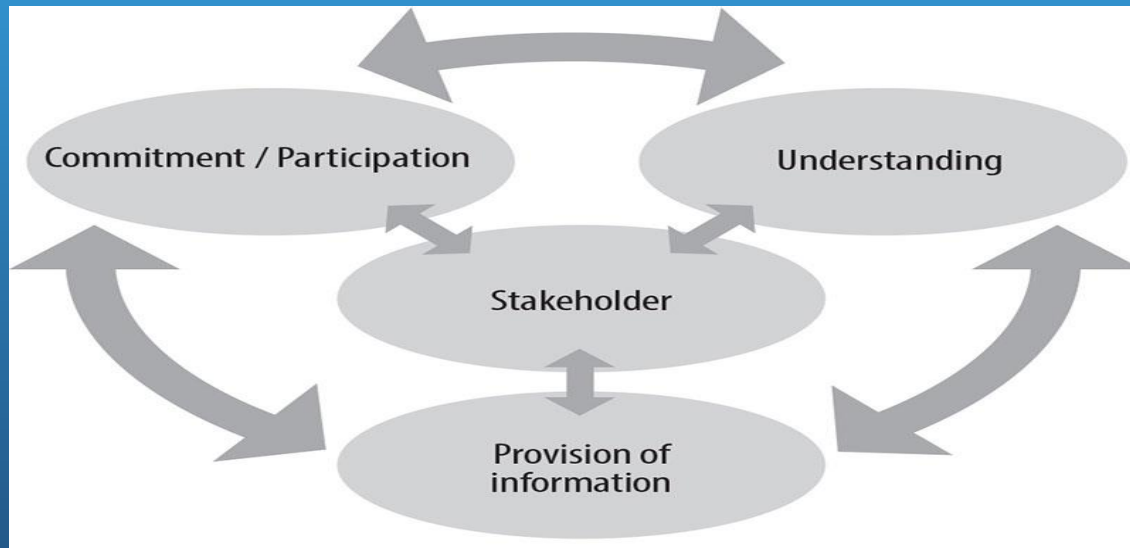 Commitment / Participation
Understanding
Stakeholder
Provision of
information